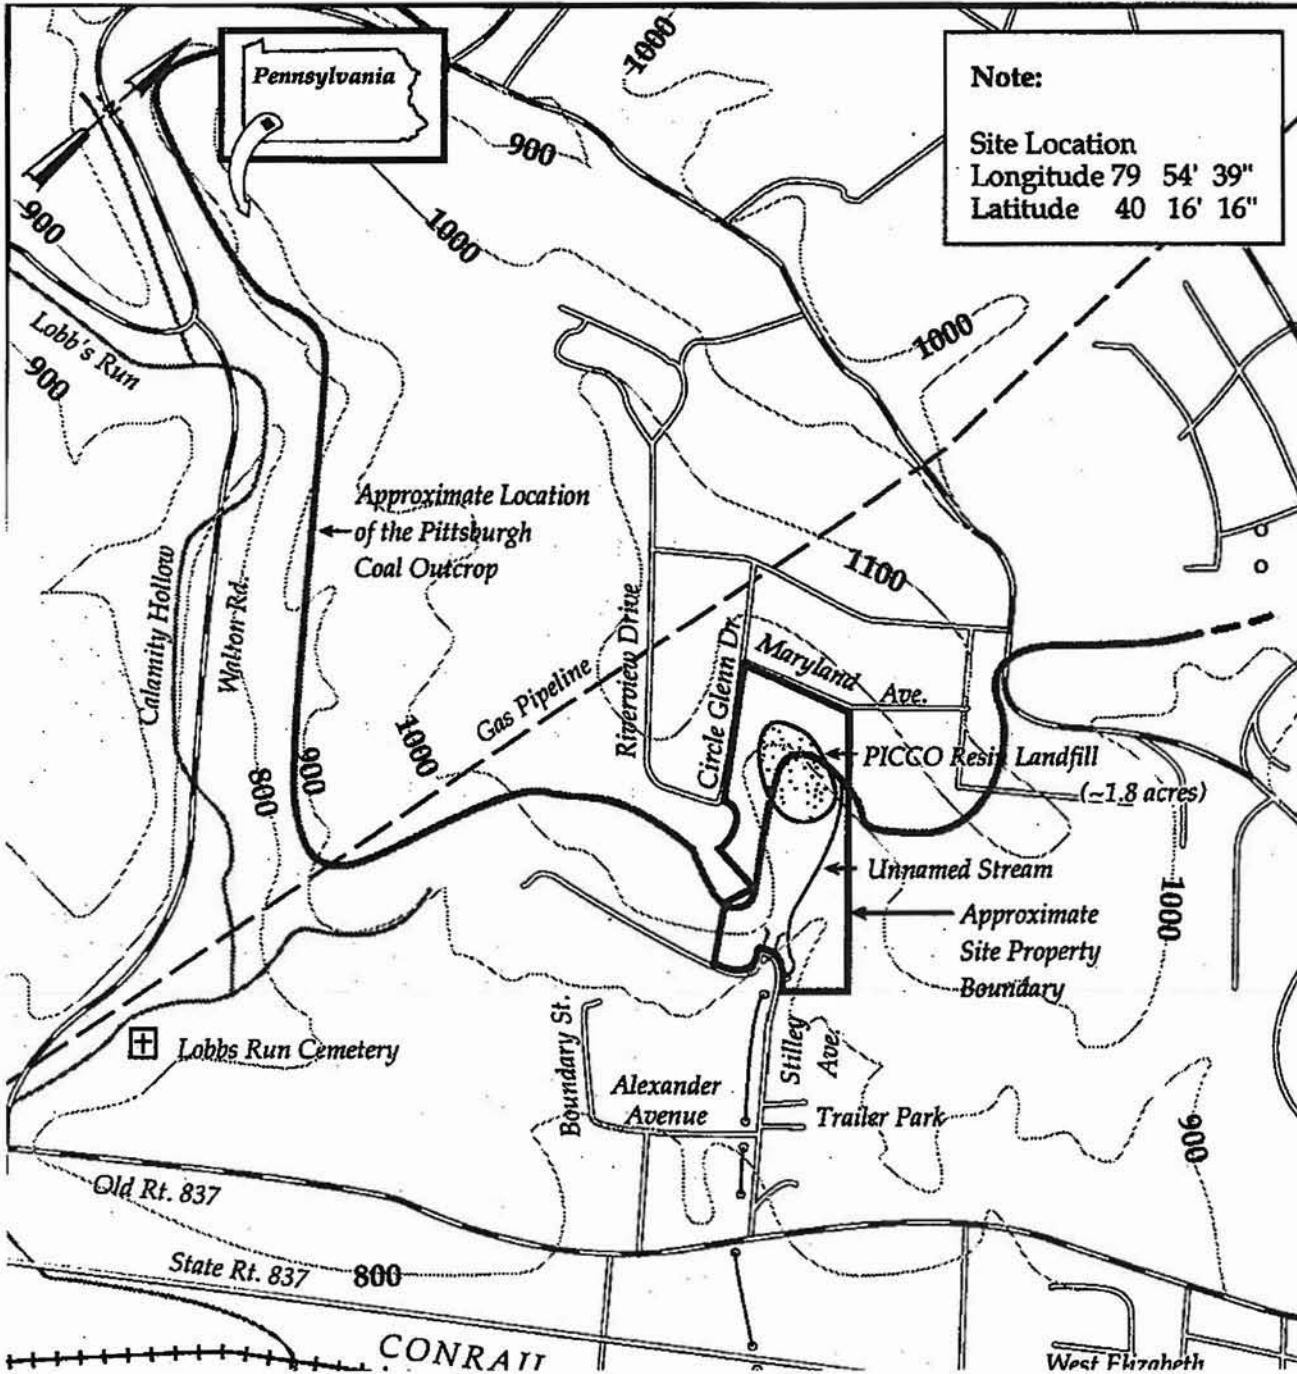 1000
Pennsylvania
Note:
Site Location
Longitude 79 54' 39"
Latitude 40 16' 16"
900
900
1000
Lobb's Run
900
1000
Approximate Location
of the Pittsburgh
Coal Outcrop
1100
Calamity Hollow
Walton Rd.
Riverview Drive
Circle Glenn Dr.
Maryland
Ave.
Gas Pipeline
1000
900
800
PICCO Resin Landfill
(~1.8 acres)
Unnamed Stream
1000
Approximate
Site Property
Boundary
Lobbs Run Cemetery
Boundary St.
Stilley
Ave.
Alexander
Avenue
Trailer Park
900
Old Rt. 837
State Rt. 837
800
CONRAIL
West Elizabeth